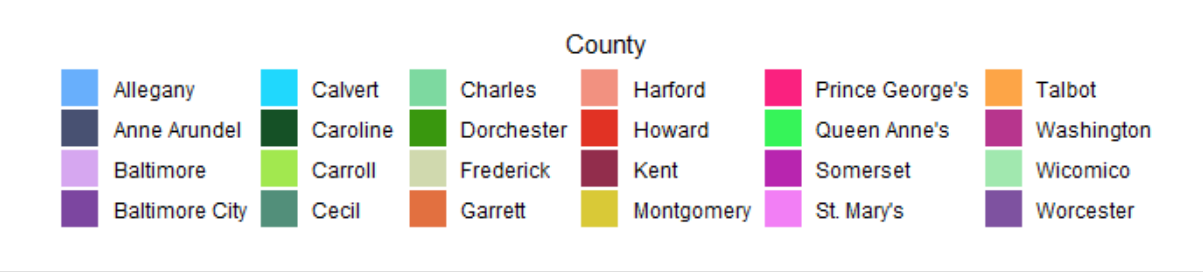 County
Allegany Calvert Charles Harford Prince George's Talbot
Anne Arundel Caroline Dorchester Howard Queen Anne's Washington
Baltimore Carroll Frederick Kent Somerset Wicomico
Baltimore City Cecil Garrett Montgomery St. Mary's Worcester